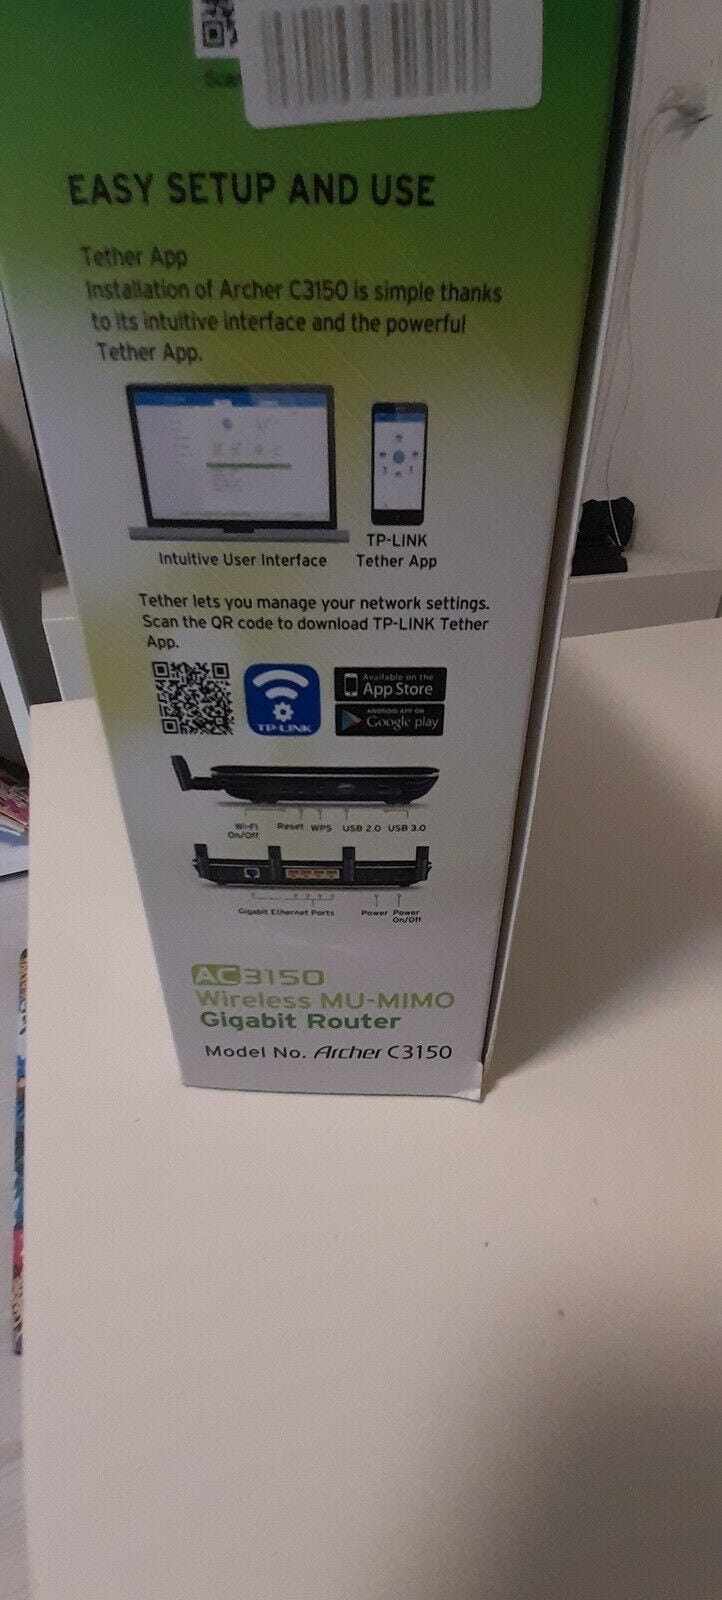 EASY SETUP AND USE
Tether App
Installation of Archer C3150 is simple thanks
to its intuitive interface and the powerful
Tether App.
Intuitive User Interface
TP-LINK
Tether App
Tether lets you manage your network settings.
Scan the QR code to download TP-LINK Tether
App.
TP-LINK
Available on the
App Store
ANDROID APP ON
Google play
Wi-Fi
On/Off
Reset
WPS
USB 2.0
USB 3.0
Gigabit Ethernet Ports
Power
Power
On/Off
AC3150
Wireless MU-MIMO
Gigabit Router
Model No. Archer C3150